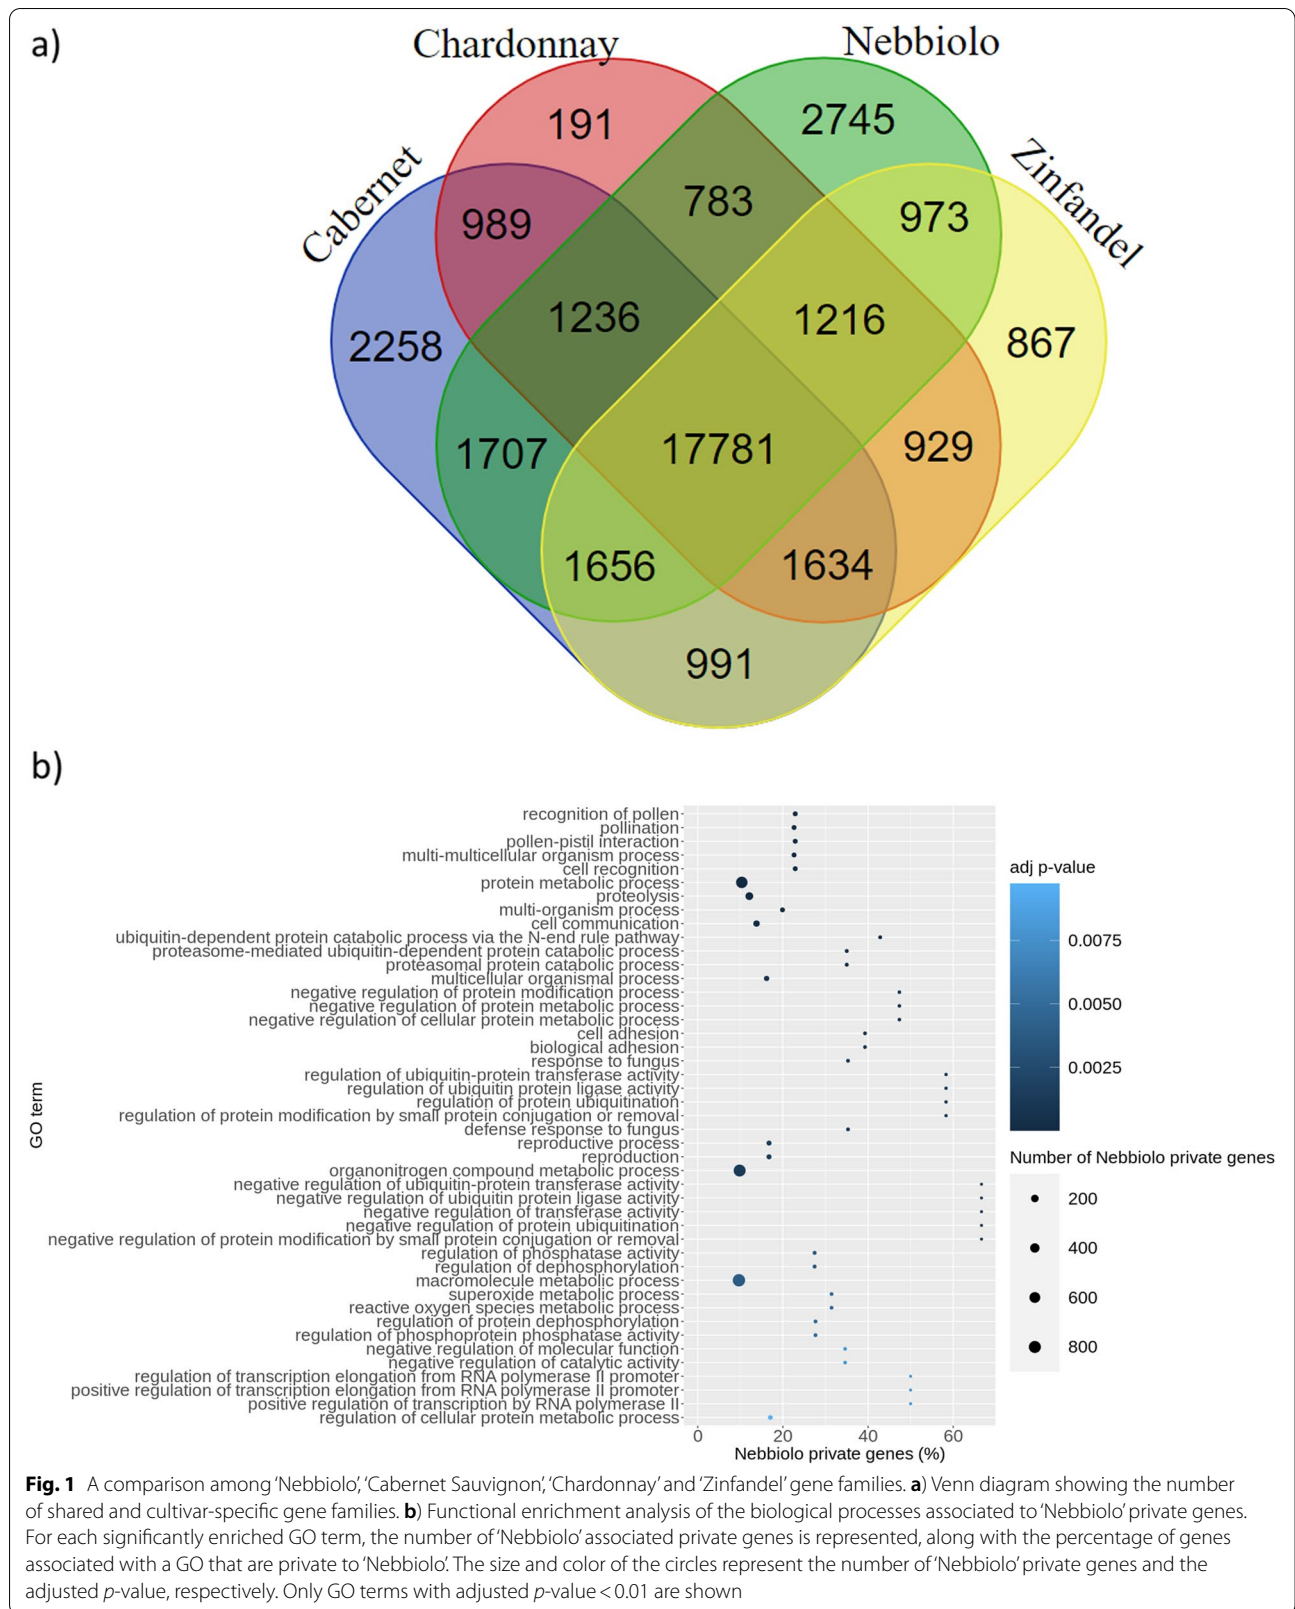 a)
Chardonnay
Nebbiolo
Cabernet
Zinfandel
191
2745
783
989
973
1236
1216
2258
867
1707
17781
929
1656
1634
991
b)
GO term
recognition of pollen
pollination
pollen-pistil interaction
multi-multicellular organism process
cell recognition
protein metabolic process
proteolysis
multi-organism process
cell communication
ubiquitin-dependent protein catabolic process via the N-end rule pathway
proteasome-mediated ubiquitin-dependent protein catabolic process
proteasomal protein catabolic process
multicellular organismal process
negative regulation of protein modification process
negative regulation of protein metabolic process
negative regulation of cellular protein metabolic process
cell adhesion
biological adhesion
response to fungus
regulation of ubiquitin-protein transferase activity
regulation of ubiquitin protein ligase activity
regulation of protein ubiquitination
regulation of protein modification by small protein conjugation or removal
defense response to fungus
reproductive process
reproduction
organonitrogen compound metabolic process
negative regulation of ubiquitin-protein transferase activity
negative regulation of ubiquitin protein ligase activity
negative regulation of transferase activity
negative regulation of protein ubiquitination
negative regulation of protein modification by small protein conjugation or removal
regulation of phosphatase activity
regulation of dephosphorylation
macromolecule metabolic process
superoxide metabolic process
reactive oxygen species metabolic process
regulation of protein dephosphorylation
regulation of phosphoprotein phosphatase activity
negative regulation of molecular function
negative regulation of catalytic activity
regulation of transcription elongation from RNA polymerase II promoter
positive regulation of transcription elongation from RNA polymerase II promoter
positive regulation of transcription by RNA polymerase II
regulation of cellular protein metabolic process
0 20 40 60
Nebbiolo private genes (%)
adj p-value
0.0075
0.0050
0.0025
Number of Nebbiolo private genes
200
400
600
800
Fig. 1 A comparison among ‘Nebbiolo’, ‘Cabernet Sauvignon’, ‘Chardonnay’ and ‘Zinfandel’ gene families. a) Venn diagram showing the number
of shared and cultivar-specific gene families. b) Functional enrichment analysis of the biological processes associated to ‘Nebbiolo’ private genes.
For each significantly enriched GO term, the number of ‘Nebbiolo’ associated private genes is represented, along with the percentage of genes
associated with a GO that are private to ‘Nebbiolo’. The size and color of the circles represent the number of ‘Nebbiolo’ private genes and the
adjusted p-value, respectively. Only GO terms with adjusted p-value < 0.01 are shown